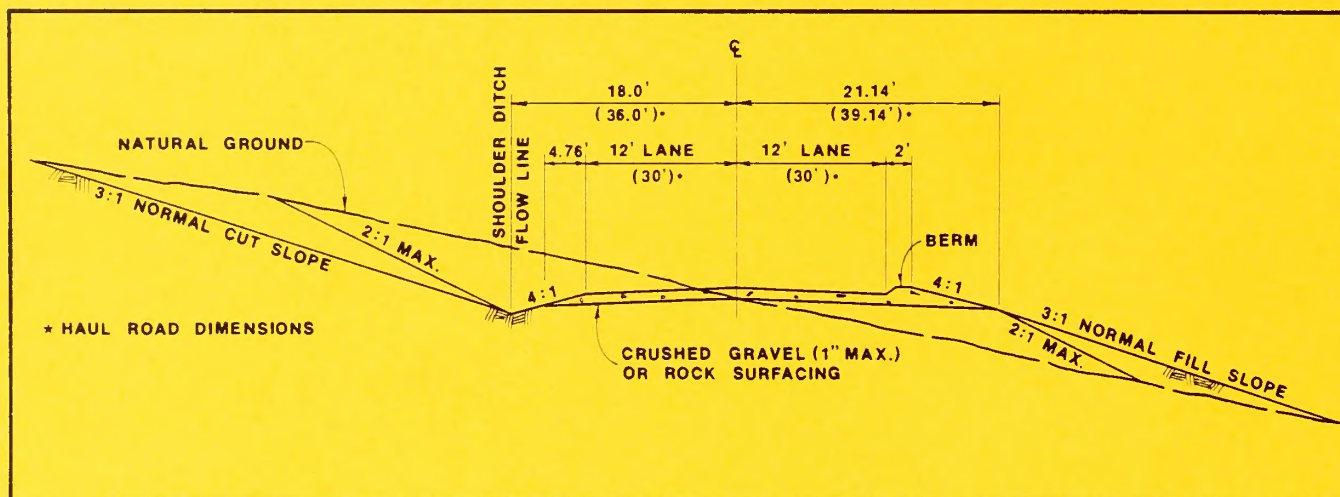 ℄
18.0'
21.14'
(36.0')*
(39.14')*
SHOULDER DITCH
FLOW LINE
4.76'
12' LANE
12' LANE
2'
(30')*
(30')*
NATURAL GROUND
3:1 NORMAL CUT SLOPE
2:1 MAX.
BERM
4:1
4:1
3:1 NORMAL FILL SLOPE
2:1 MAX.
* HAUL ROAD DIMENSIONS
CRUSHED GRAVEL (1" MAX.)
OR ROCK SURFACING